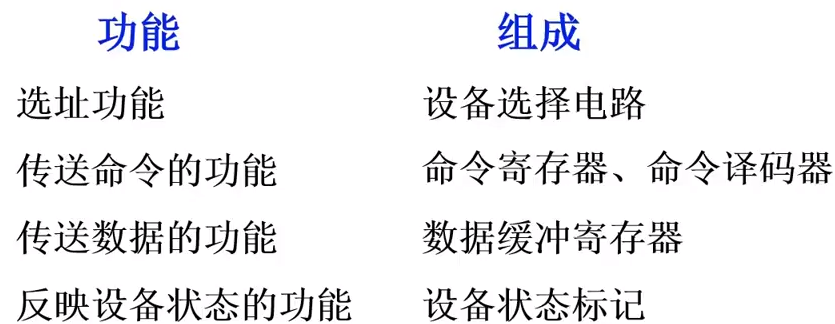 功能 组成
选址功能 设备选择电路
传送命令的功能 命令寄存器、命令译码器
传送数据的功能 数据缓冲寄存器
反映设备状态的功能 设备状态标记